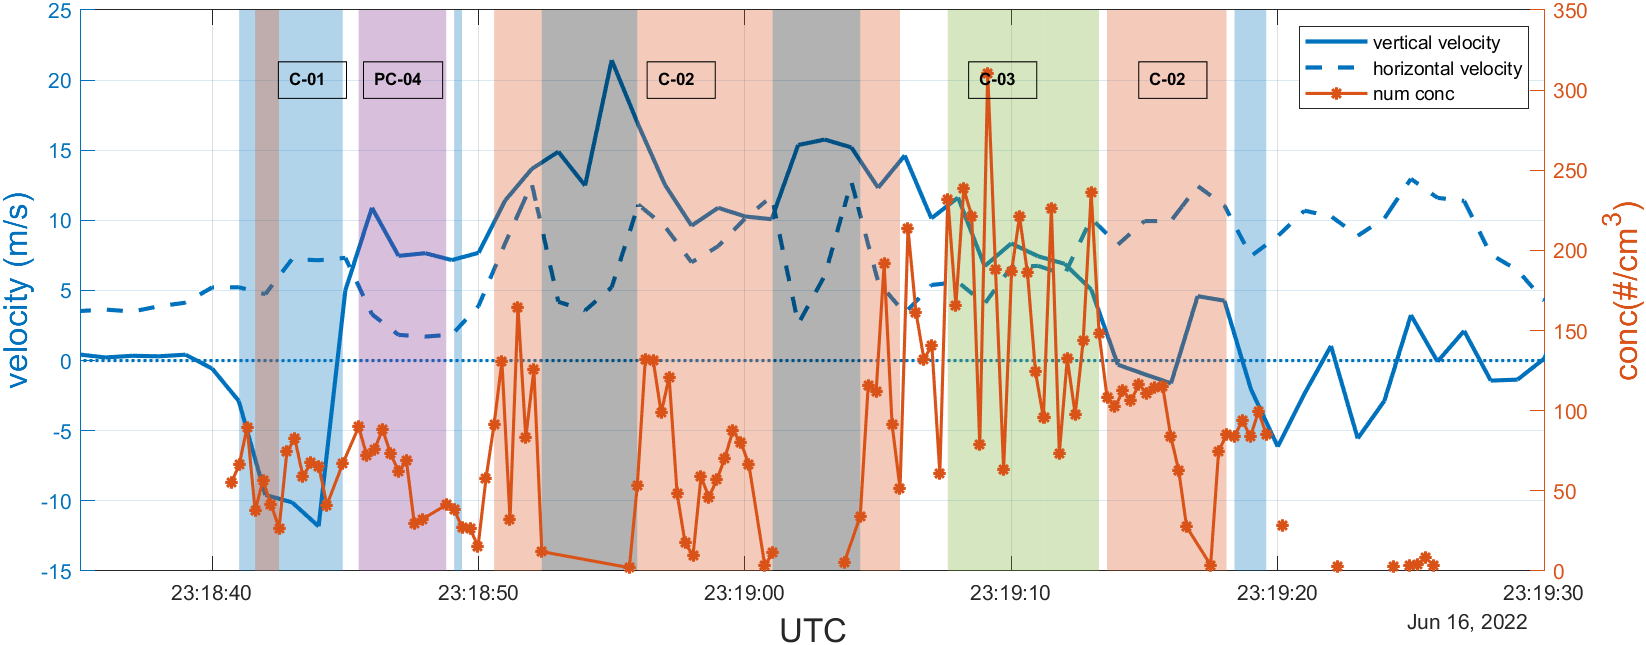 25
20
15
10
5
0
-5
-10
-15
velocity (m/s)
C-01
PC-04
C-02
C-03
C-02
vertical velocity
horizontal velocity
num conc
350
300
250
200
150
100
50
0
conc(#/cm³)
23:18:40
23:18:50
23:19:00
23:19:10
23:19:20
23:19:30
UTC
Jun 16, 2022